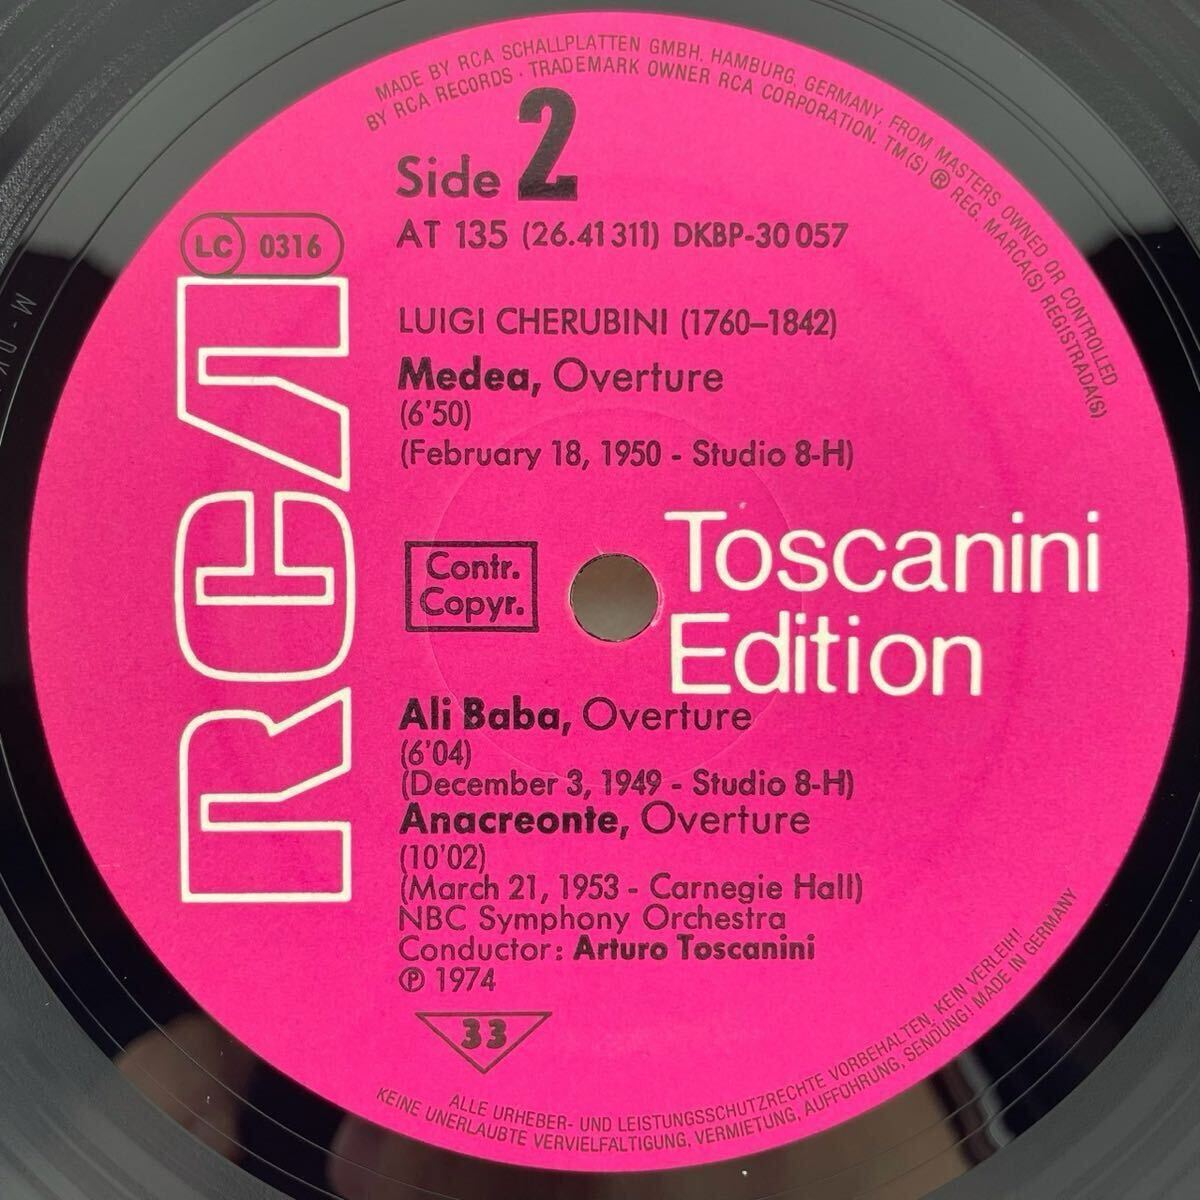 MADE BY RCA SCHALLPLATTEN GMBH, HAMBURG, GERMANY, FROM MASTERS OWNED OR CONTROLLED
BY RCA RECORDS · TRADEMARK OWNER RCA CORPORATION. TM(S) ® REG. MARCA(S) REGISTRADA(S)
Side 2
AT 135 (26.41 311) DKBP-30 057
LC 0316
RCA
LUIGI CHERUBINI (1760–1842)
Medea, Overture
(6'50)
(February 18, 1950 - Studio 8-H)
Contr.
Copyr.
Toscanini
Edition
Ali Baba, Overture
(6'04)
(December 3, 1949 - Studio 8-H)
Anacreonte, Overture
(10'02)
(March 21, 1953 - Carnegie Hall)
NBC Symphony Orchestra
Conductor: Arturo Toscanini
℗ 1974
33
ALLE URHEBER- UND LEISTUNGSSCHUTZRECHTE VORBEHALTEN, KEIN VERLEIH!
KEINE UNERLAUBTE VERVIELFÄLTIGUNG, VERMIETUNG, AUFFÜHRUNG, SENDUNG! MADE IN GERMANY